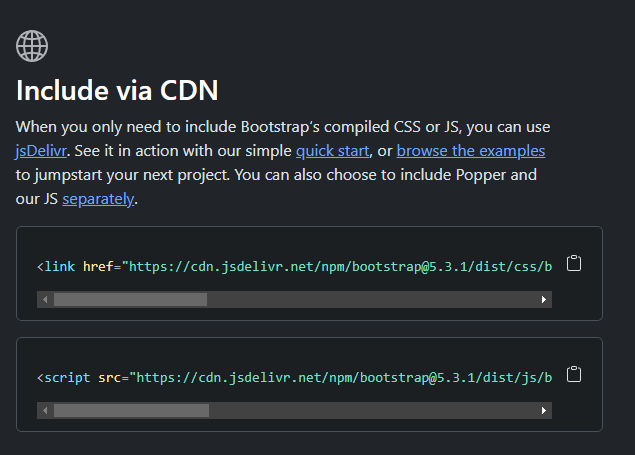 Include via CDN
When you only need to include Bootstrap’s compiled CSS or JS, you can use
jsDelivr. See it in action with our simple quick start, or browse the examples
to jumpstart your next project. You can also choose to include Popper and
our JS separately.
<link href="https://cdn.jsdelivr.net/npm/bootstrap@5.3.1/dist/css/b
<script src="https://cdn.jsdelivr.net/npm/bootstrap@5.3.1/dist/js/b